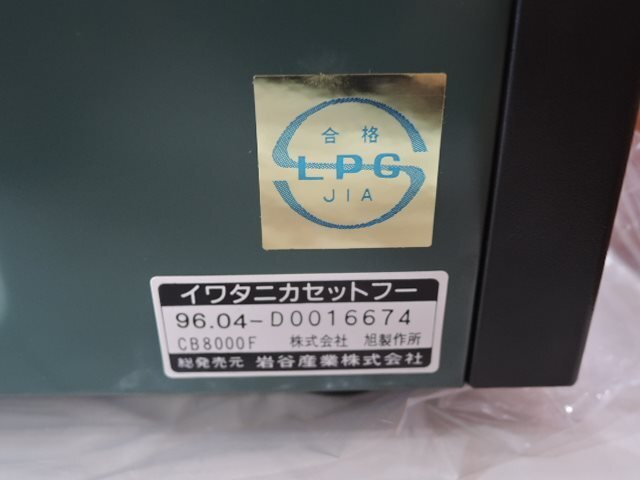 合格
LPG
JIA
イワタニカセットフー
96.04-D0016674
CB8000F 株式会社 旭製作所
総発売元 岩谷産業株式会社